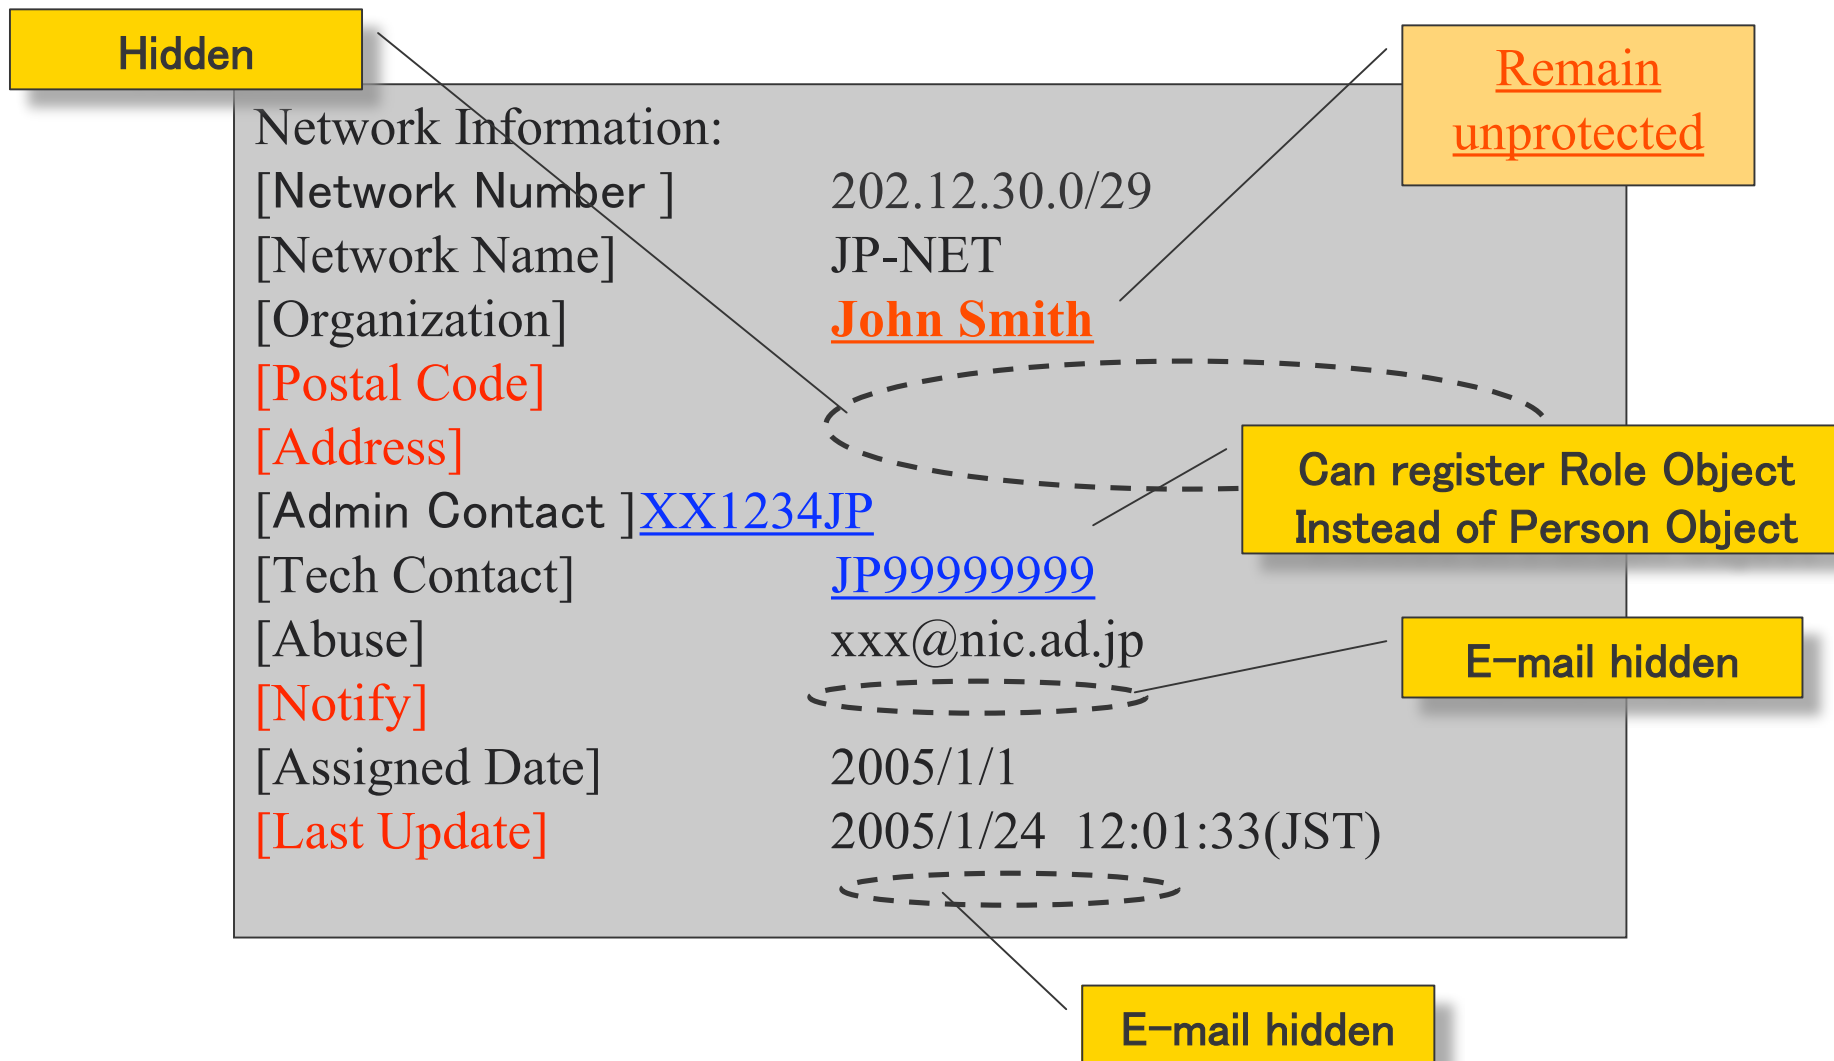 Hidden
Remain
unprotected
Network Information:
[Network Number ] 202.12.30.0/29
[Network Name] JP-NET
[Organization] John Smith
[Postal Code]
[Address]
Can register Role Object
Instead of Person Object
[Admin Contact ]XX1234JP
[Tech Contact] JP99999999
[Abuse] xxx@nic.ad.jp
E-mail hidden
[Notify]
[Assigned Date] 2005/1/1
[Last Update] 2005/1/24 12:01:33(JST)
E-mail hidden